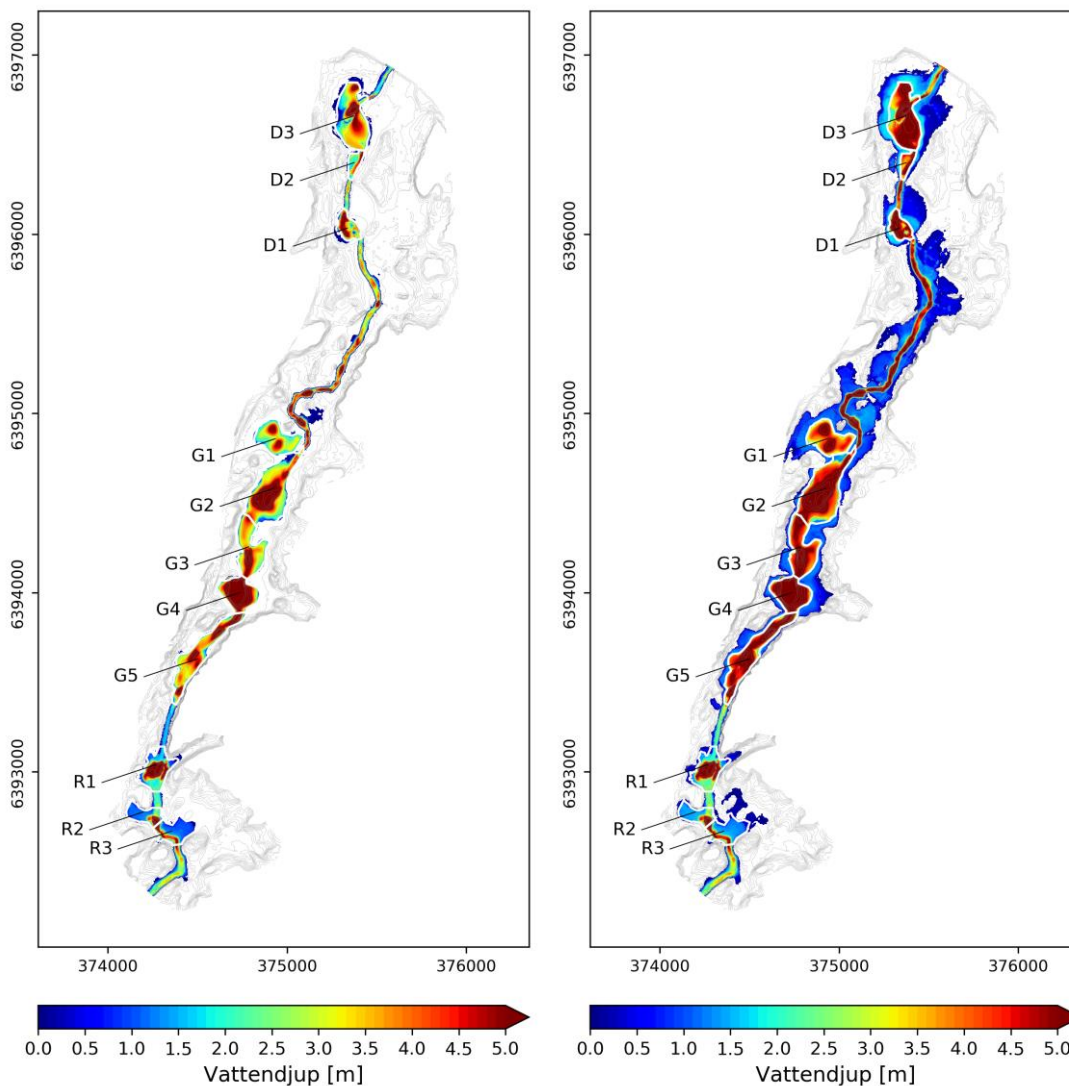 6397000
6396000
6395000
6394000
6393000
D3
D2
D1
G1
G2
G3
G4
G5
R1
R2
R3
374000 375000 376000
0.0 0.5 1.0 1.5 2.0 2.5 3.0 3.5 4.0 4.5 5.0
Vattendjup [m]
6397000
6396000
6395000
6394000
6393000
D3
D2
D1
G1
G2
G3
G4
G5
R1
R2
R3
374000 375000 376000
0.0 0.5 1.0 1.5 2.0 2.5 3.0 3.5 4.0 4.5 5.0
Vattendjup [m]